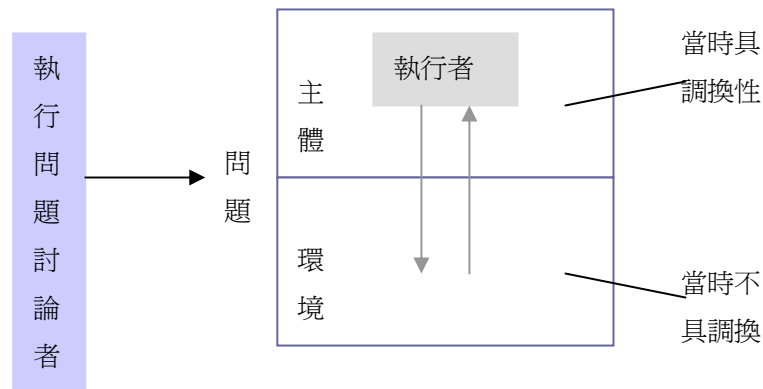 執行問題討論者
問題
主體
執行者
環境
當時具
調換性
當時不
具調換